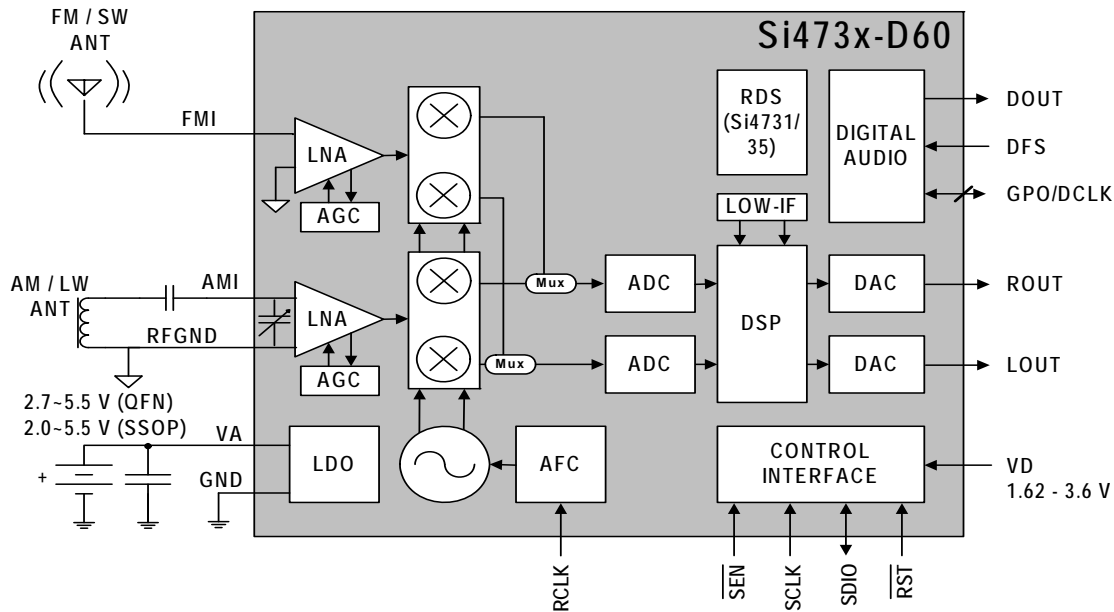 FM / SW
ANT
Si473x-D60
FMI
LNA
AGC
RDS
(Si4731/
35)
DIGITAL
AUDIO
DOUT
DFS
GPO/DCLK
LOW-IF
AM / LW
ANT
AMI
RFGND
LNA
AGC
Mux
Mux
ADC
ADC
DSP
DAC
DAC
ROUT
LOUT
2.7~5.5 V (QFN)
2.0~5.5 V (SSOP)
+
VA
GND
LDO
AFC
CONTROL
INTERFACE
VD
1.62 - 3.6 V
RCLK
SEN
SCLK
SDIO
RST